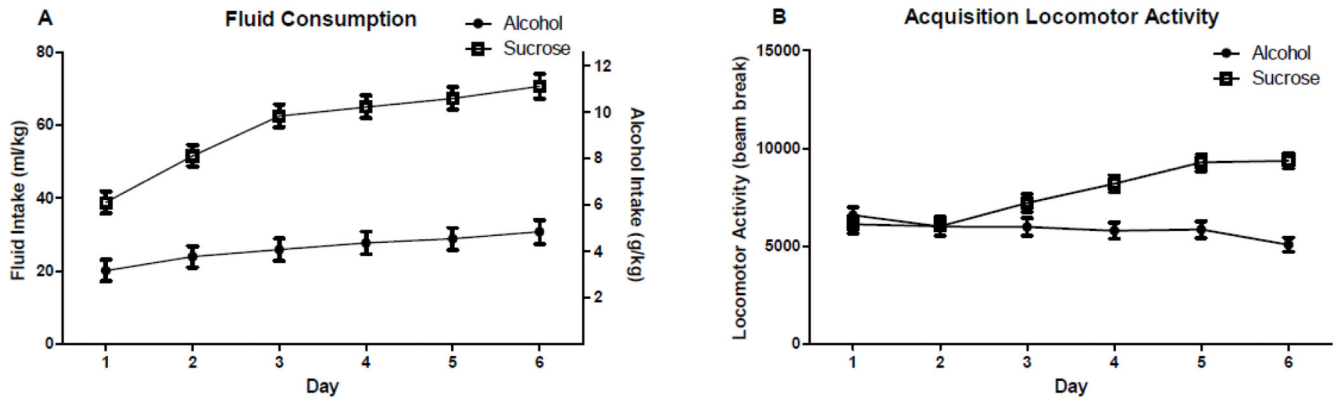 A
Fluid Consumption
Alcohol
Sucrose
Fluid Intake (ml/kg)
80
60
40
20
0
12
10
8
6
4
2
Alcohol Intake (g/kg)
1 2 3 4 5 6
Day
B
Acquisition Locomotor Activity
Alcohol
Sucrose
Locomotor Activity (beam break)
15000
10000
5000
0
1 2 3 4 5 6
Day